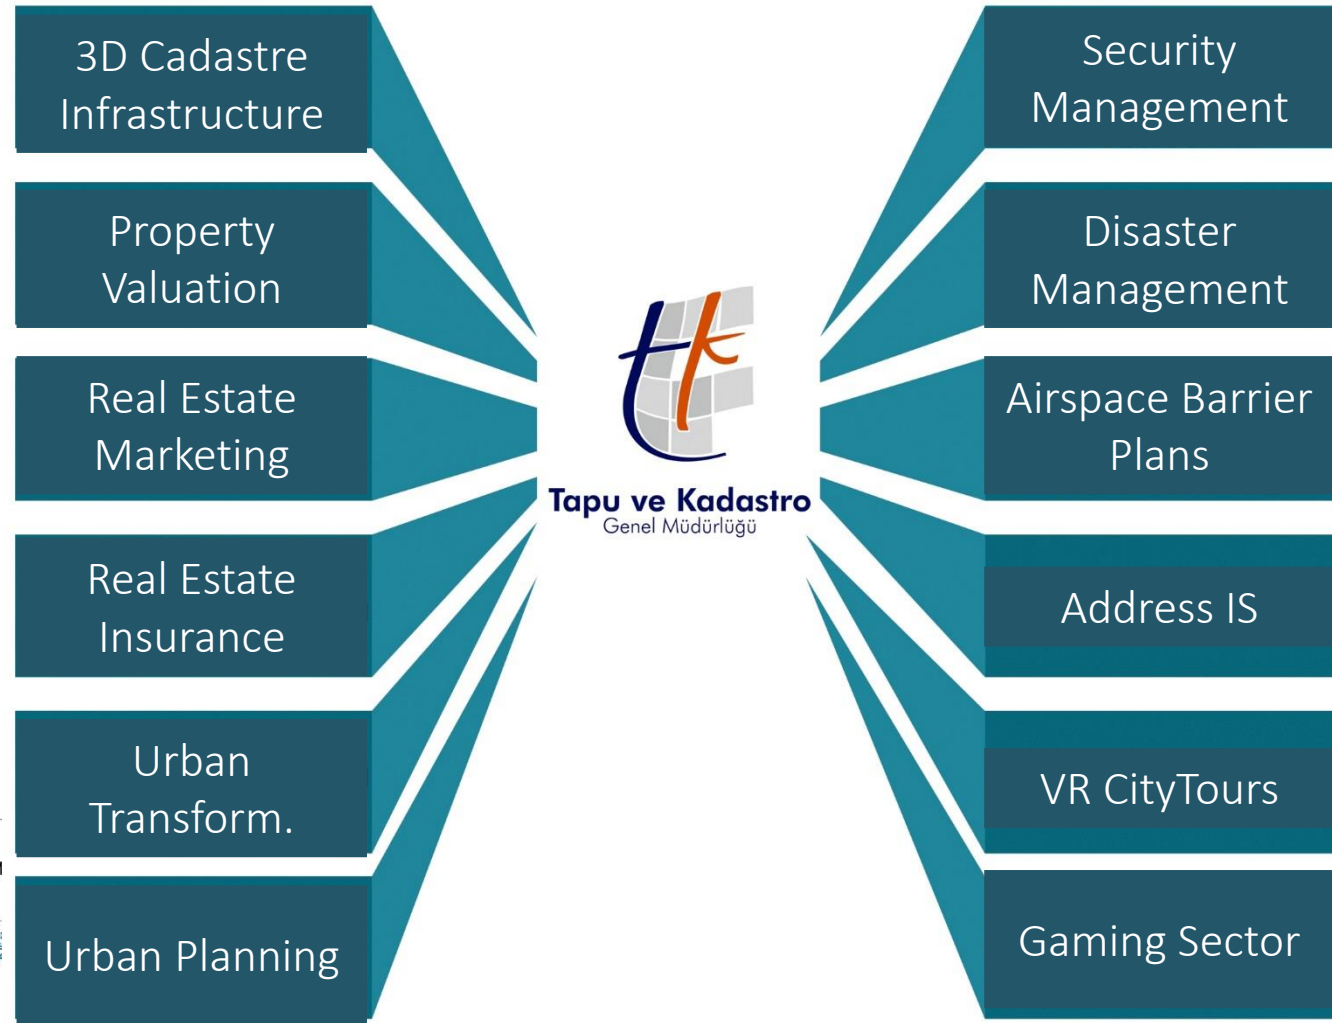 3D Cadastre
Infrastructure
Property
Valuation
Real Estate
Marketing
Real Estate
Insurance
Urban
Transform.
Urban Planning
tk
Tapu ve Kadastro
Genel Müdürlüğü
Security
Management
Disaster
Management
Airspace Barrier
Plans
Address IS
VR CityTours
Gaming Sector